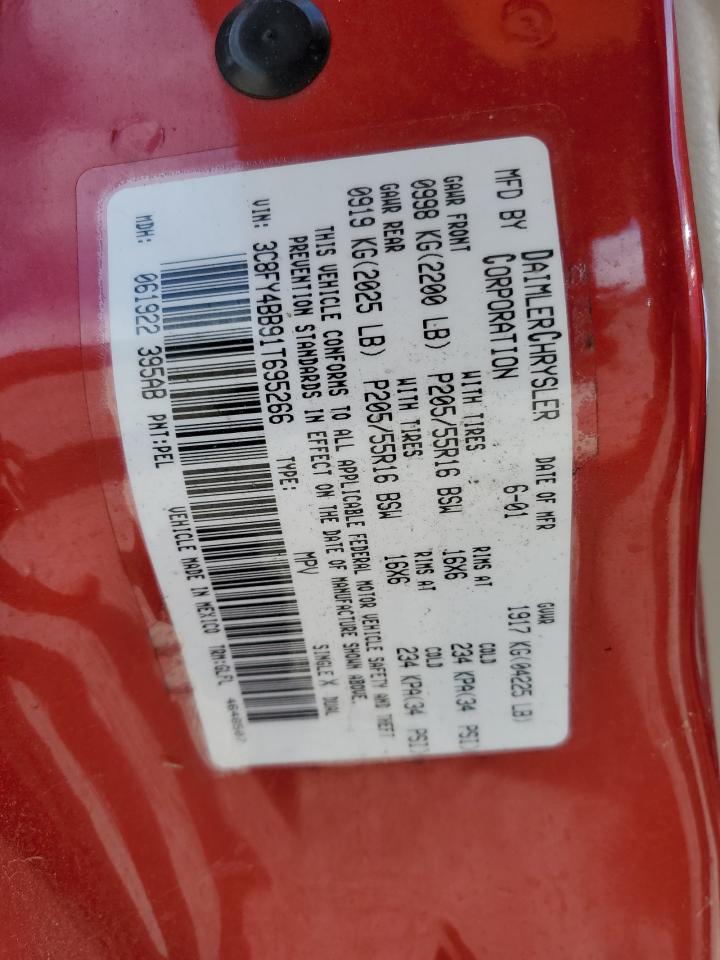 MFD BY DAIMLERCHRYSLER CORPORATION
DATE OF MFR 6-01
GVWR 1917 KG(04225 LB)
GAWR FRONT WITH TIRES RIMS AT COLD
0998 KG(2200 LB) P205/55R16 BSW 16X6 234 KPA(34 PSI)
GAWR REAR WITH TIRES RIMS AT COLD
0919 KG(2025 LB) P205/55R16 BSW 16X6 234 KPA(34 PSI)
THIS VEHICLE CONFORMS TO ALL APPLICABLE FEDERAL MOTOR VEHICLE SAFETY AND THEFT
PREVENTION STANDARDS IN EFFECT ON THE DATE OF MANUFACTURE SHOWN ABOVE.
VIN: 3C8FY4BB91T695266 TYPE: MPV SINGLE X DUAL
MDH: 061922 395AB PNT:PEL VEHICLE MADE IN MEXICO TRM:GLFL